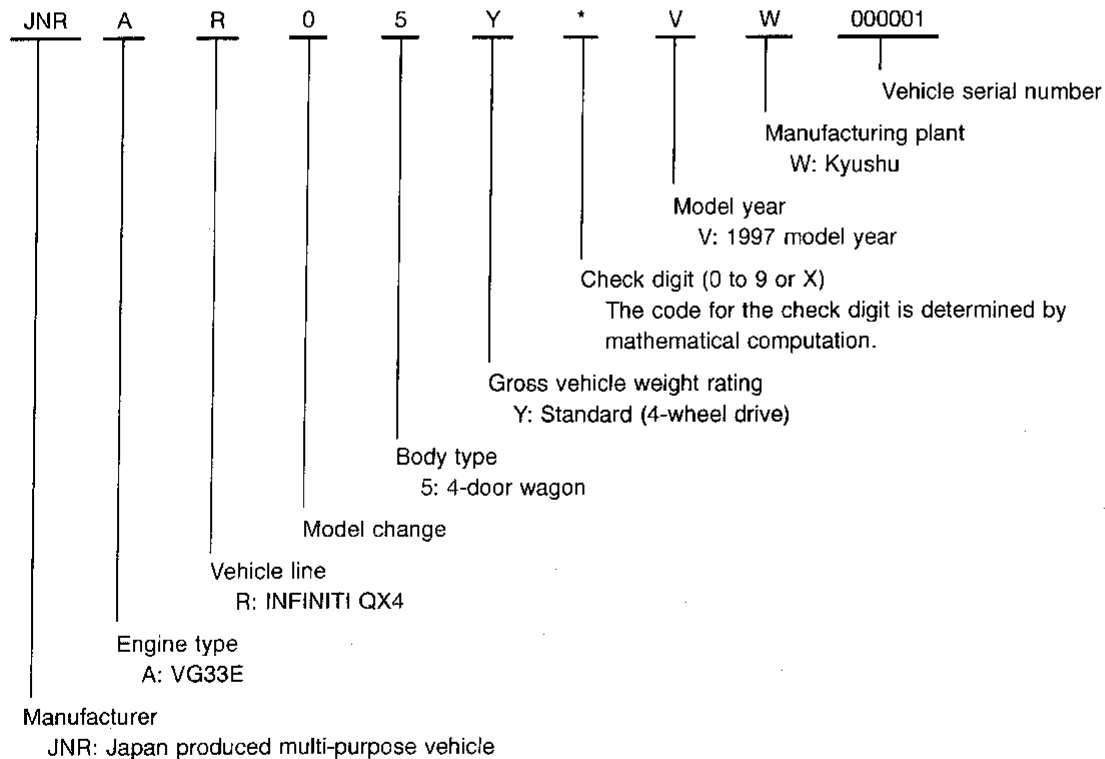 JNR A R 0 5 Y * V W 000001
Vehicle serial number
Manufacturing plant
W: Kyushu
Model year
V: 1997 model year
Check digit (0 to 9 or X)
The code for the check digit is determined by
mathematical computation.
Gross vehicle weight rating
Y: Standard (4-wheel drive)
Body type
5: 4-door wagon
Model change
Vehicle line
R: INFINITI QX4
Engine type
A: VG33E
Manufacturer
JNR: Japan produced multi-purpose vehicle